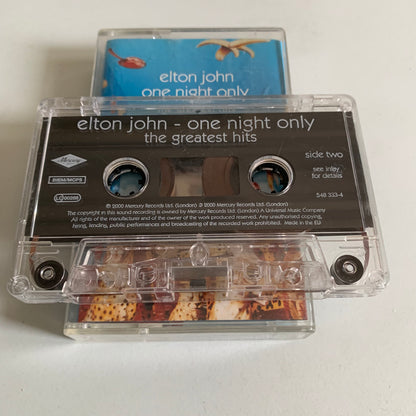 elton john
one night only
elton john - one night only
the greatest hits
side two
Mercury
see inlay
for details
BIEM/MCPS
LC00268
548 333-4
℗ 2000 Mercury Records Ltd. (London) © 2000 Mercury Records Ltd. (London)
The copyright in this sound recording is owned by Mercury Records Ltd. (London) A Universal Music Company
All rights of the manufacturer and of the owner of the work produced reserved. Any unauthorised copying,
hiring, lending, public performances and broadcasting of the recorded work prohibited. Made in the EU